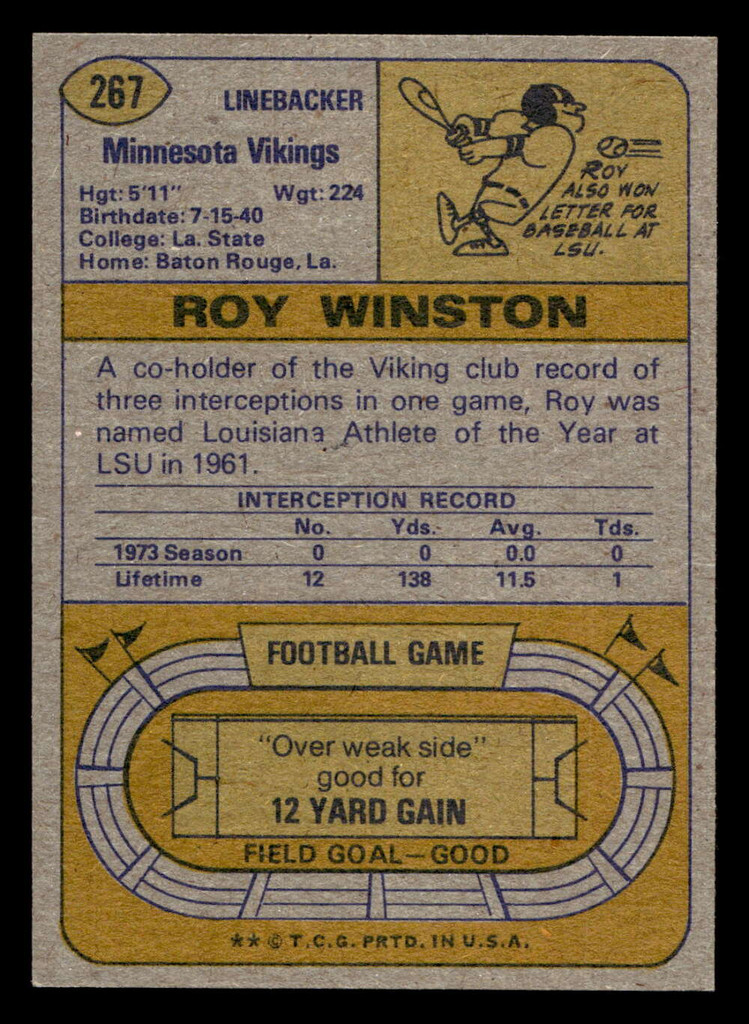 267
LINEBACKER
Minnesota Vikings
Hgt: 5'11" Wgt: 224
Birthdate: 7-15-40
College: La. State
Home: Baton Rouge, La.
ROY
ALSO WON
LETTER FOR
BASEBALL AT
LSU.
ROY WINSTON
A co-holder of the Viking club record of
three interceptions in one game, Roy was
named Louisiana Athlete of the Year at
LSU in 1961.
INTERCEPTION RECORD
No. Yds. Avg. Tds.
1973 Season 0 0 0.0 0
Lifetime 12 138 11.5 1
FOOTBALL GAME
"Over weak side"
good for
12 YARD GAIN
FIELD GOAL—GOOD
** © T.C.G. PRTD. IN U.S.A.